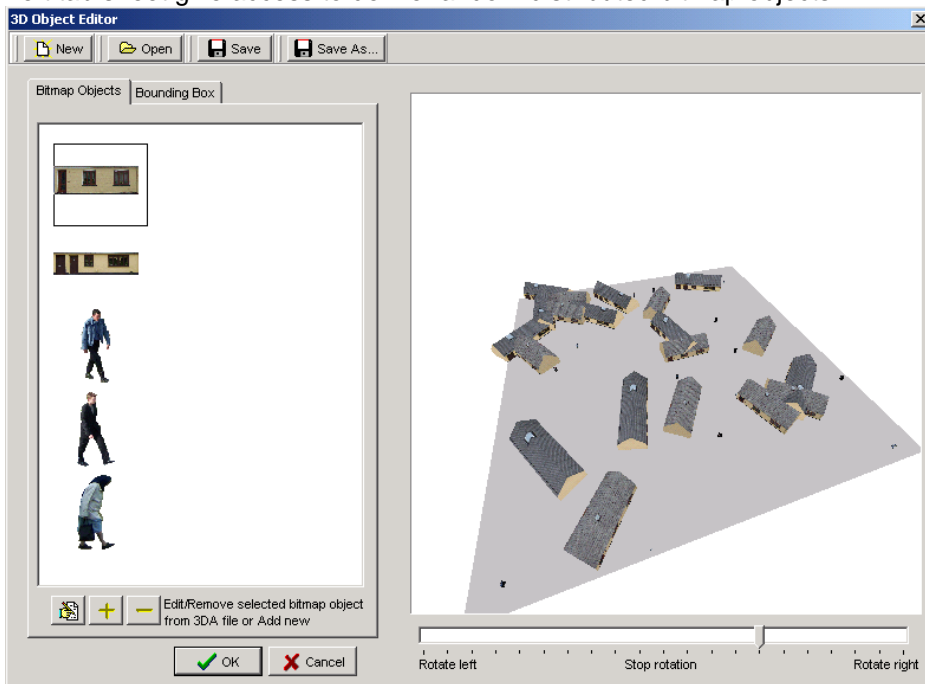 3D Object Editor
New Open Save Save As...
Bitmap Objects Bounding Box
Edit/Remove selected bitmap object
from 3DA file or Add new
OK Cancel
Rotate left Stop rotation Rotate right